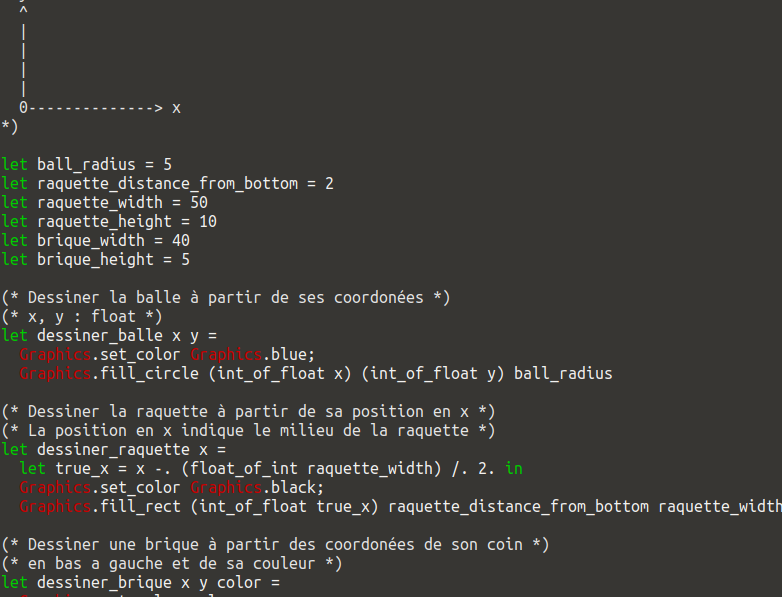 ^
|
|
|
|
0--------------> x
*)
let ball_radius = 5
let raquette_distance_from_bottom = 2
let raquette_width = 50
let raquette_height = 10
let brique_width = 40
let brique_height = 5
(* Dessiner la balle à partir de ses coordonées *)
(* x, y : float *)
let dessiner_balle x y =
Graphics.set_color Graphics.blue;
Graphics.fill_circle (int_of_float x) (int_of_float y) ball_radius
(* Dessiner la raquette à partir de sa position en x *)
(* La position en x indique le milieu de la raquette *)
let dessiner_raquette x =
let true_x = x -. (float_of_int raquette_width) /. 2. in
Graphics.set_color Graphics.black;
Graphics.fill_rect (int_of_float true_x) raquette_distance_from_bottom raquette_width
(* Dessiner une brique à partir des coordonées de son coin *)
(* en bas a gauche et de sa couleur *)
let dessiner_brique x y color =